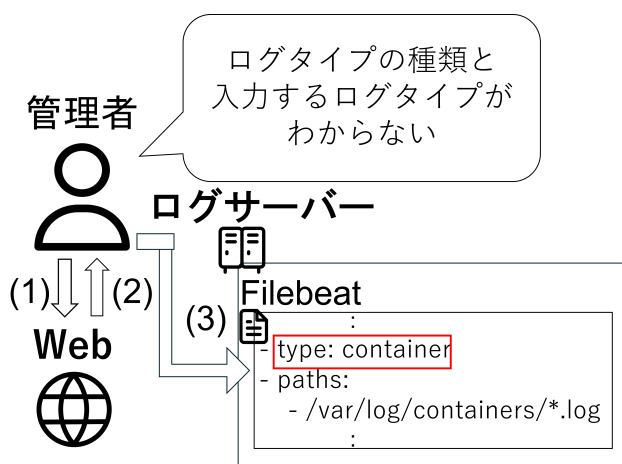 ログタイプの種類と
入力するログタイプが
わからない
管理者
ログサーバー
(1)
(2)
Web
(3)
Filebeat
:
- type: container
- paths:
- /var/log/containers/*.log
: